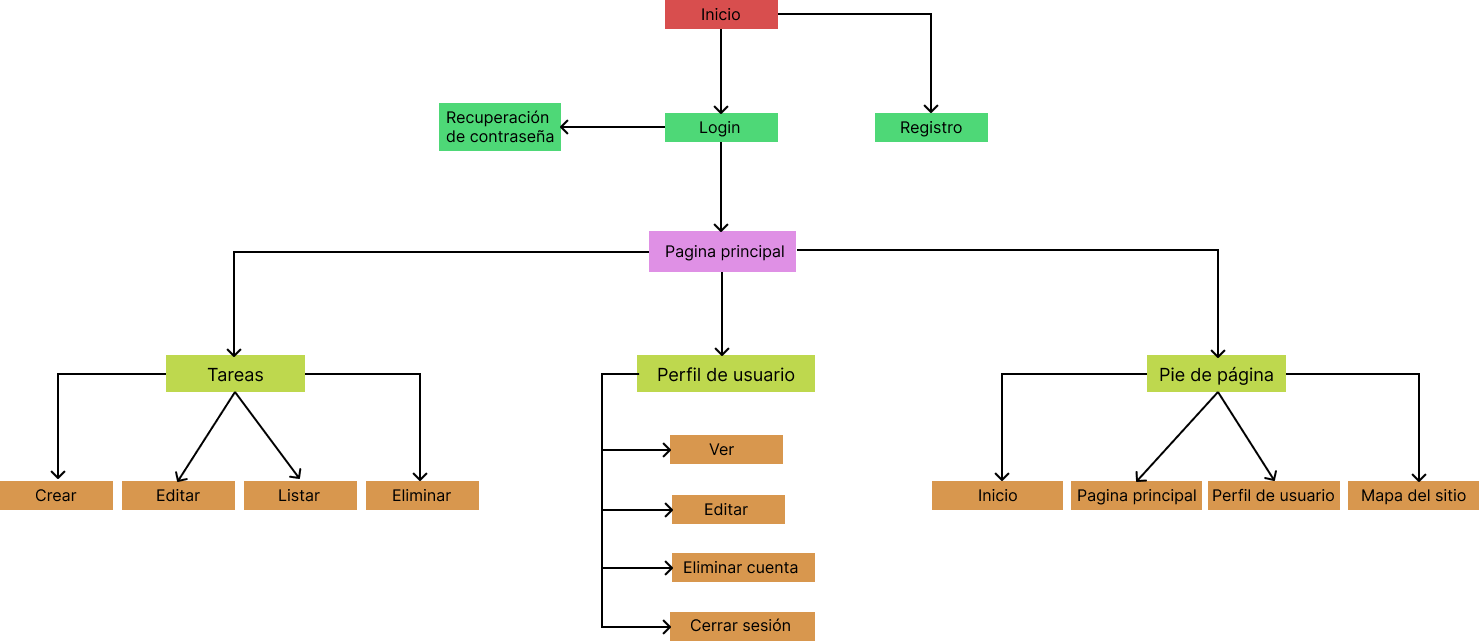 Inicio
Recuperación
de contraseña
Login
Registro
Pagina principal
Tareas
Perfil de usuario
Pie de página
Crear
Editar
Listar
Eliminar
Ver
Editar
Eliminar cuenta
Cerrar sesión
Inicio
Pagina principal
Perfil de usuario
Mapa del sitio